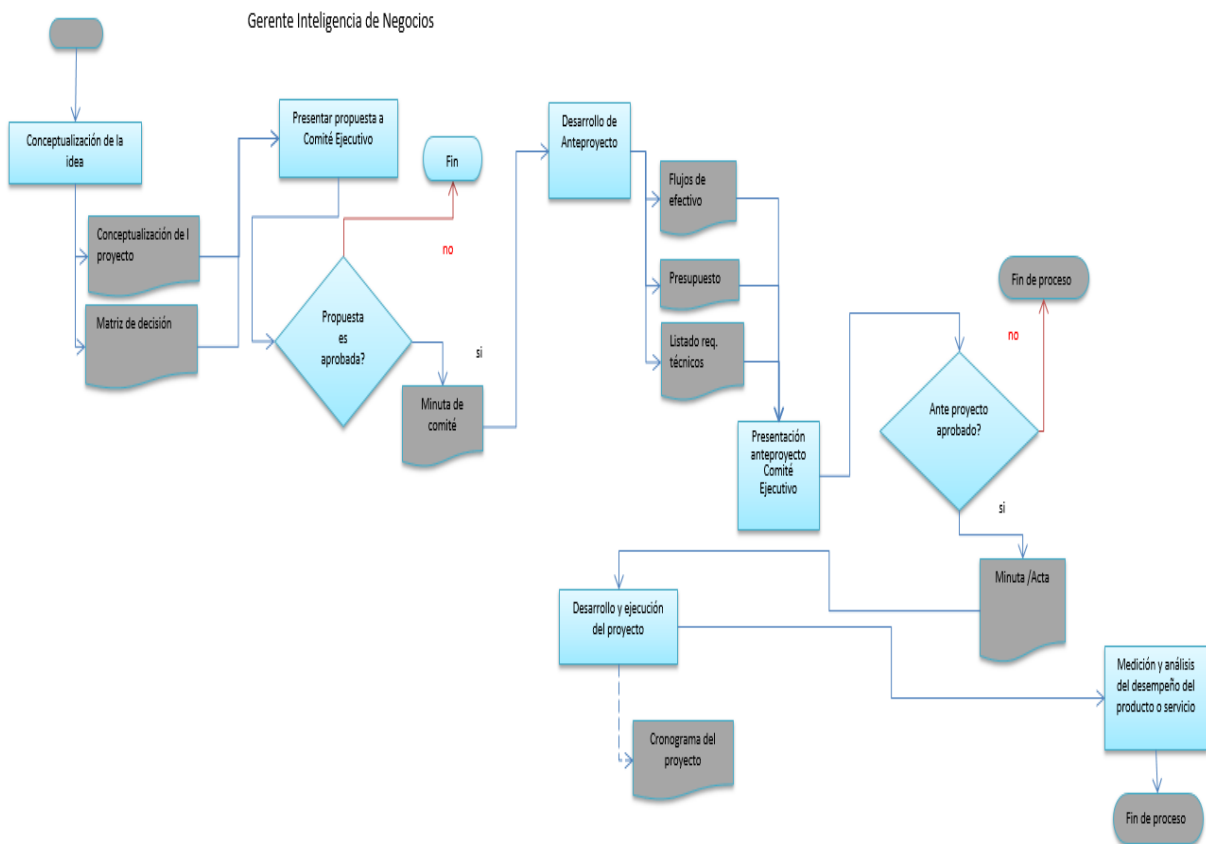 Gerente Inteligencia de Negocios
Conceptualización de la
idea
Conceptualización de l
proyecto
Matriz de decisión
Presentar propuesta a
Comité Ejecutivo
Fin
no
Propuesta
es
aprobada?
si
Minuta de
comité
Desarrollo de
Anteproyecto
Flujos de
efectivo
Presupuesto
Listado req.
técnicos
Presentación
anteproyecto
Comité
Ejecutivo
Fin de proceso
no
Ante proyecto
aprobado?
si
Minuta /Acta
Desarrollo y ejecución
del proyecto
Cronograma del
proyecto
Medición y análisis
del desempeño del
producto o servicio
Fin de proceso